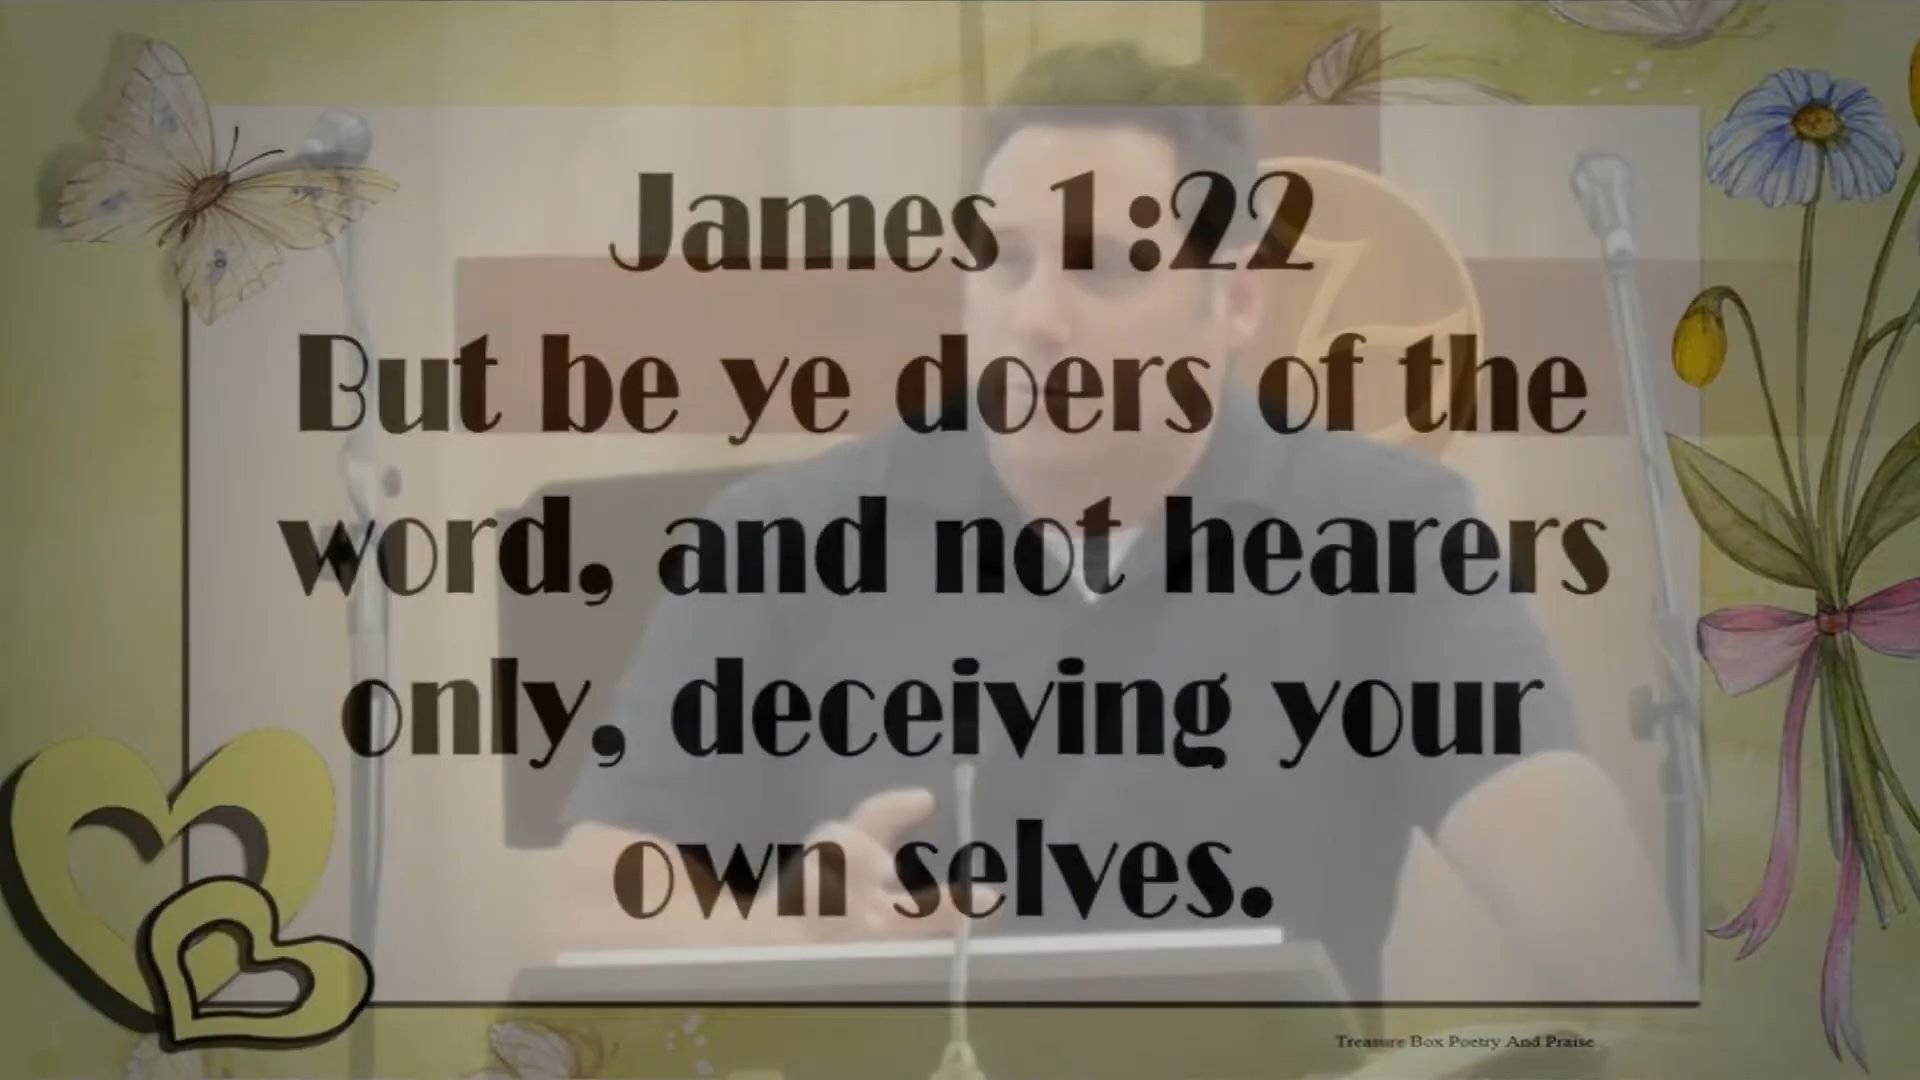 James 1:22
But be ye doers of the
word, and not hearers
only, deceiving your
own selves.
Treasure Box Poetry And Praise